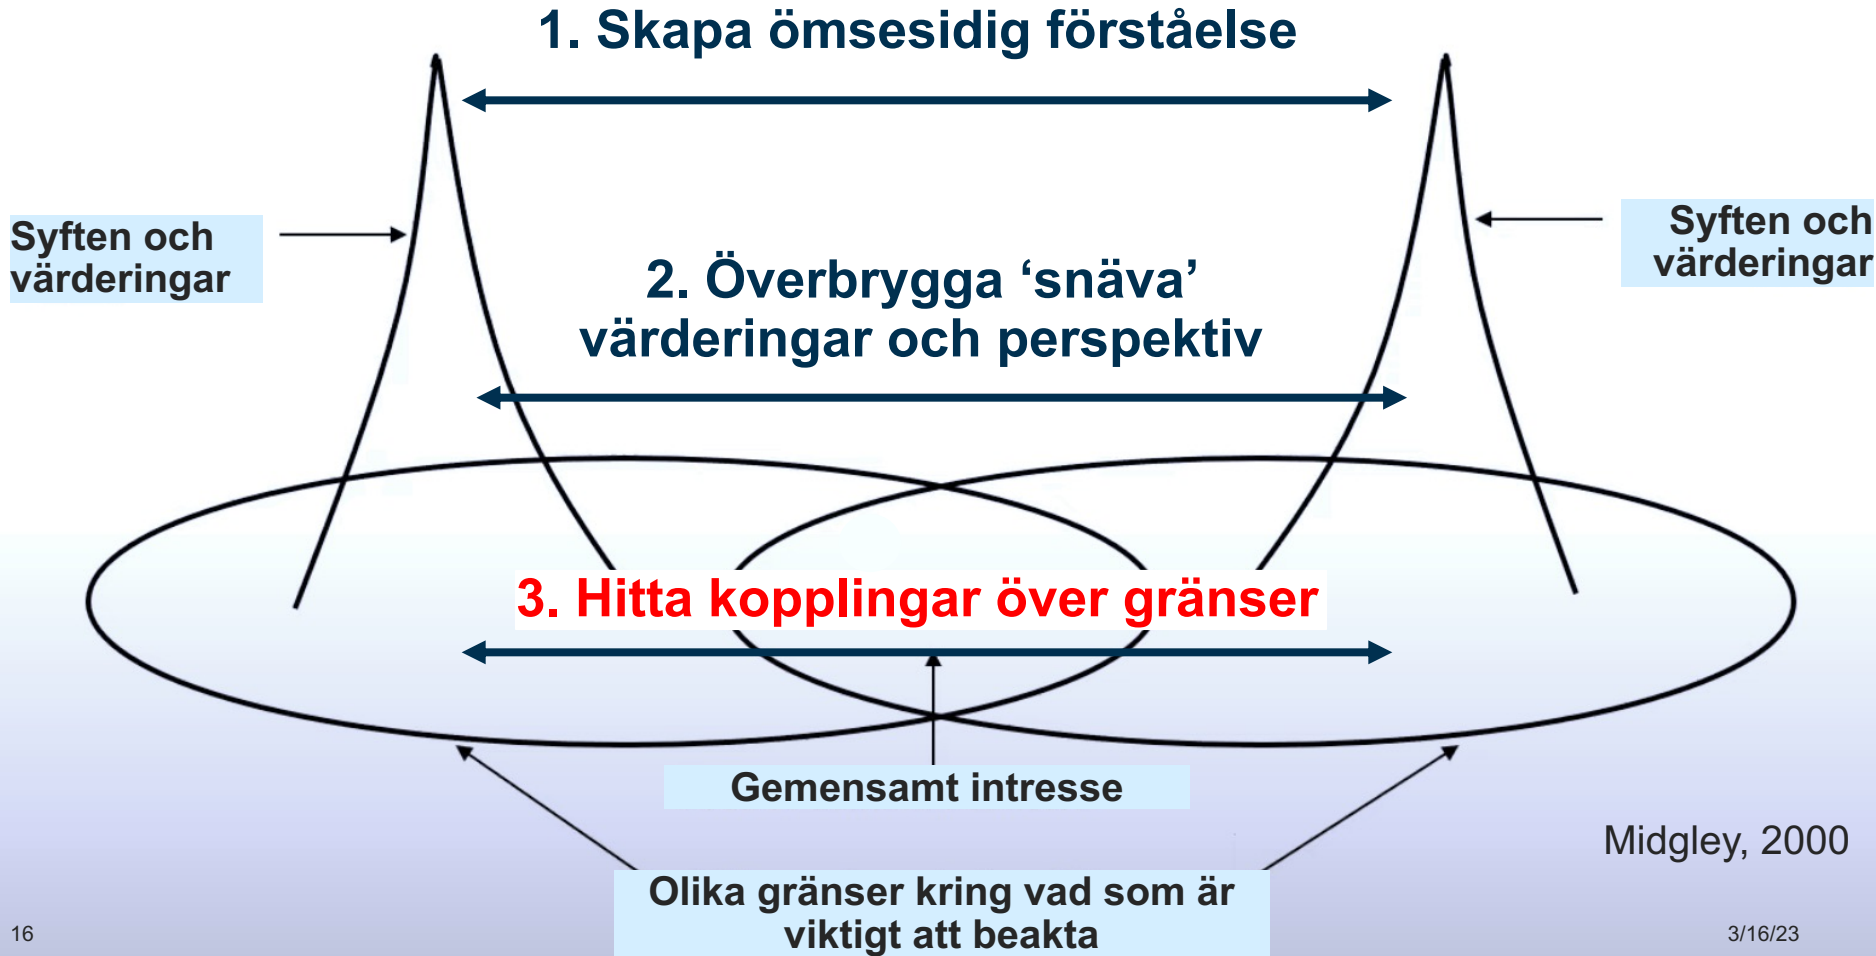 1. Skapa ömsesidig förståelse
Syften och
värderingar
Syften och
värderingar
2. Överbrygga ‘snäva’
värderingar och perspektiv
3. Hitta kopplingar över gränser
Gemensamt intresse
Midgley, 2000
Olika gränser kring vad som är
viktigt att beakta
16
3/16/23